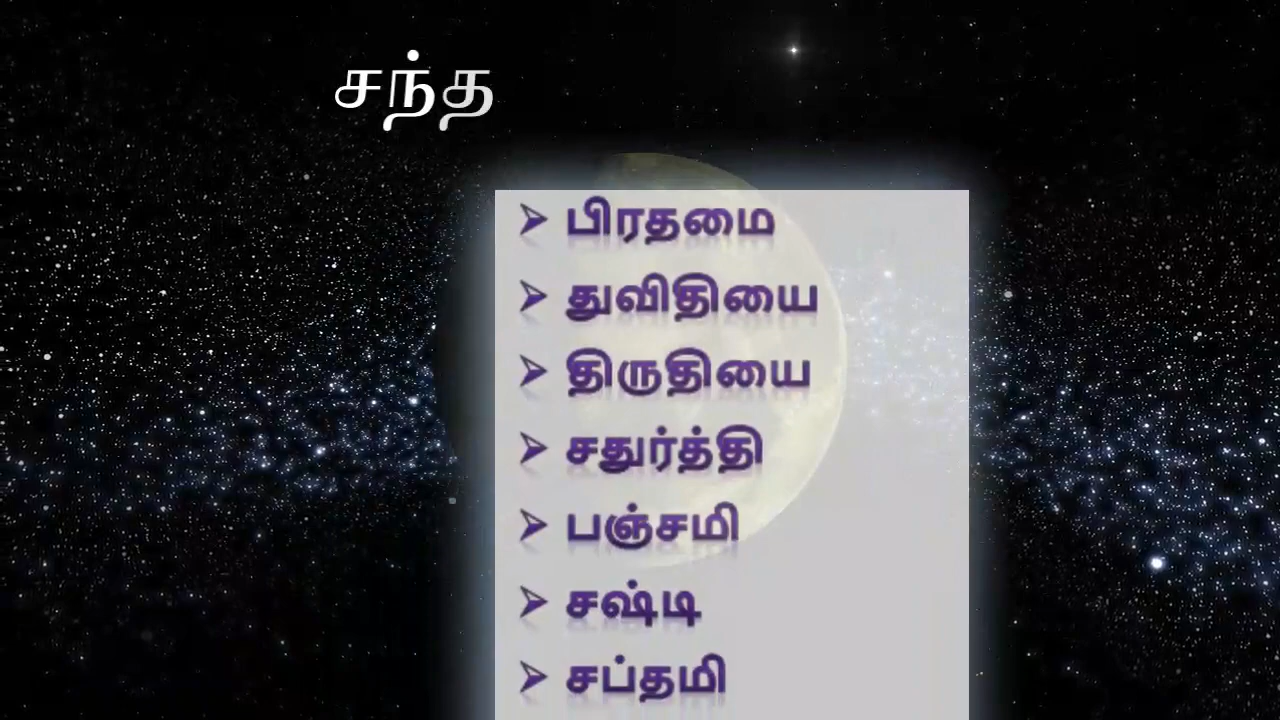 சந்த
➢ பிரதமை
➢ துவிதியை
➢ திருதியை
➢ சதுர்த்தி
➢ பஞ்சமி
➢ சஷ்டி
➢ சப்தமி